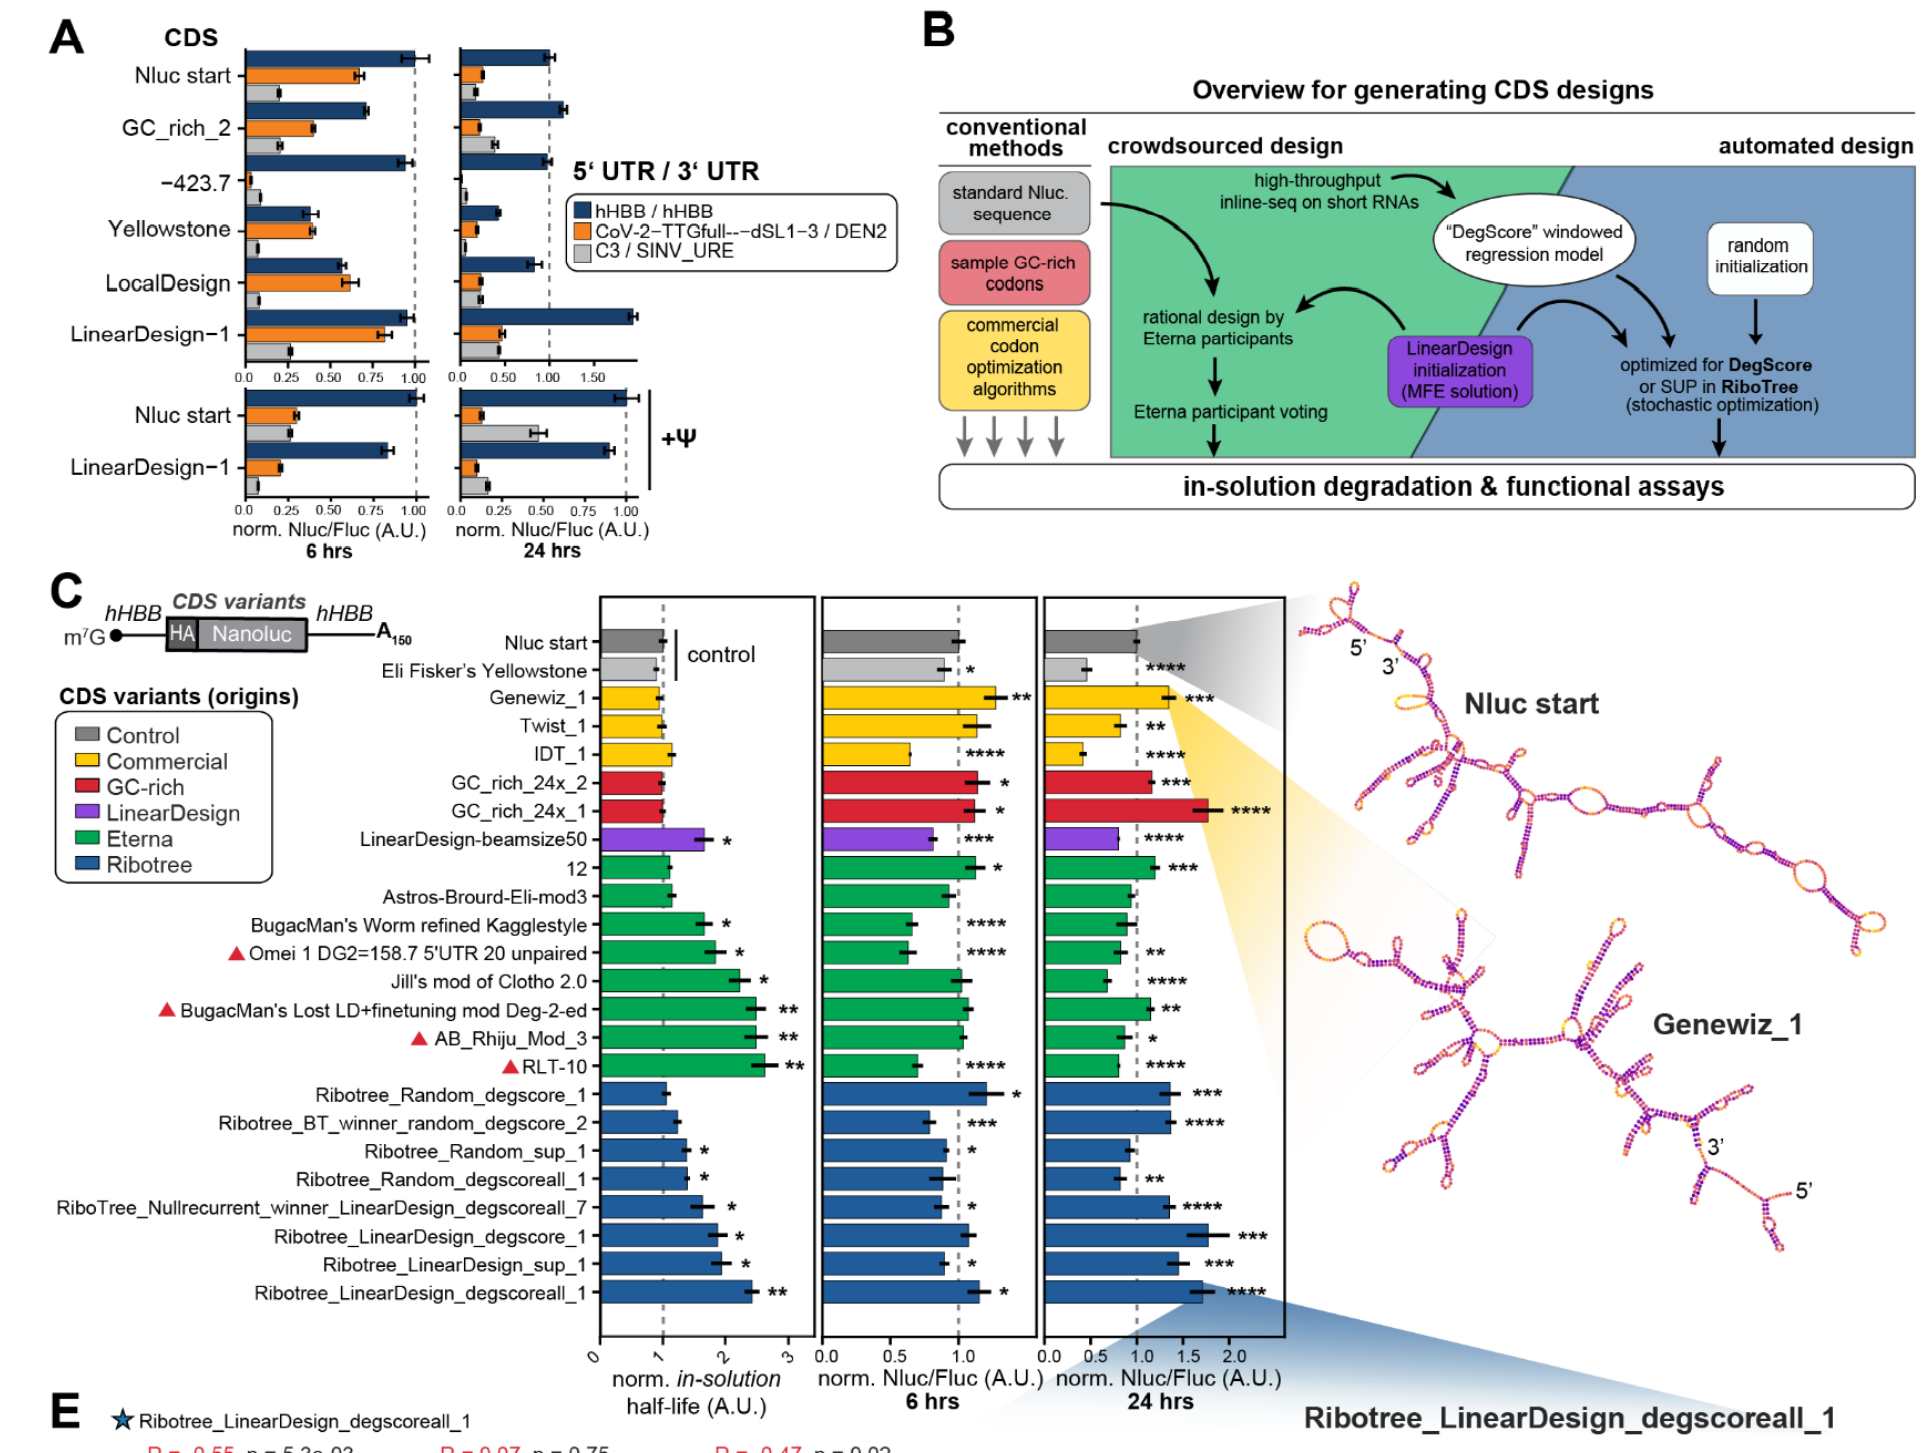 A
CDS
Nluc start
GC_rich_2
−423.7
Yellowstone
LocalDesign
LinearDesign−1
0.0 0.25 0.50 0.75 1.00
0.0 0.50 1.00 1.50
5‘ UTR / 3‘ UTR
hHBB / hHBB
CoV-2−TTGfull--−dSL1−3 / DEN2
C3 / SINV_URE
Nluc start
LinearDesign−1
+Ψ
0.0 0.25 0.50 0.75 1.00
0.0 0.25 0.50 0.75 1.00
norm. Nluc/Fluc (A.U.)
6 hrs
norm. Nluc/Fluc (A.U.)
24 hrs
B
Overview for generating CDS designs
conventional
methods
crowdsourced design
automated design
standard Nluc.
sequence
sample GC-rich
codons
commercial
codon
optimization
algorithms
high-throughput
inline-seq on short RNAs
“DegScore” windowed
regression model
random
initialization
rational design by
Eterna participants
LinearDesign
initialization
(MFE solution)
optimized for DegScore
or SUP in RiboTree
(stochastic optimization)
Eterna participant voting
in-solution degradation & functional assays
C
hHBB CDS variants hHBB
m⁷G HA Nanoluc A₁₅₀
CDS variants (origins)
Control
Commercial
GC-rich
LinearDesign
Eterna
Ribotree
Nluc start
control
Eli Fisker’s Yellowstone * ****
Genewiz_1 ** ***
Twist_1 **
IDT_1 **** ****
GC_rich_24x_2 * ***
GC_rich_24x_1 * ****
LinearDesign-beamsize50 * *** ****
12 * ***
Astros-Brourd-Eli-mod3
BugacMan's Worm refined Kagglestyle * ****
Omei 1 DG2=158.7 5'UTR 20 unpaired * **** **
Jill's mod of Clotho 2.0 * ****
BugacMan's Lost LD+finetuning mod Deg-2-ed ** **
AB_Rhiju_Mod_3 ** *
RLT-10 ** **** ****
Ribotree_Random_degscore_1 * ***
Ribotree_BT_winner_random_degscore_2 *** ****
Ribotree_Random_sup_1 * *
Ribotree_Random_degscoreall_1 * **
RiboTree_Nullrecurrent_winner_LinearDesign_degscoreall_7 * * ****
Ribotree_LinearDesign_degscore_1 * ***
Ribotree_LinearDesign_sup_1 * * ***
Ribotree_LinearDesign_degscoreall_1 ** * ****
0 1 2 3
0.0 0.5 1.0
0.0 0.5 1.0 1.5 2.0
norm. in-solution
half-life (A.U.)
norm. Nluc/Fluc (A.U.)
6 hrs
norm. Nluc/Fluc (A.U.)
24 hrs
5’
3’
Nluc start
Genewiz_1
3’
5’
Ribotree_LinearDesign_degscoreall_1
E
Ribotree_LinearDesign_degscoreall_1